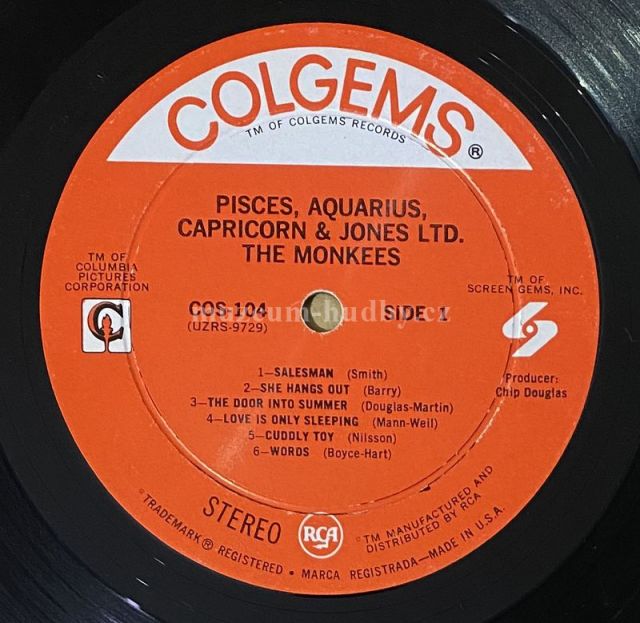 COLGEMS®
TM OF COLGEMS RECORDS
PISCES, AQUARIUS,
CAPRICORN & JONES LTD.
THE MONKEES
TM OF
COLUMBIA
PICTURES
CORPORATION
TM OF
SCREEN GEMS, INC.
COS-104
(UZRS-9729)
SIDE 1
muzeum-hudby.cz
1—SALESMAN (Smith)
2—SHE HANGS OUT (Barry)
3—THE DOOR INTO SUMMER (Douglas-Martin)
4—LOVE IS ONLY SLEEPING (Mann-Weil)
5—CUDDLY TOY (Nilsson)
6—WORDS (Boyce-Hart)
Producer:
Chip Douglas
STEREO
RCA
TM MANUFACTURED AND
DISTRIBUTED BY RCA
TRADEMARK® REGISTERED. • MARCA REGISTRADA—MADE IN U.S.A.